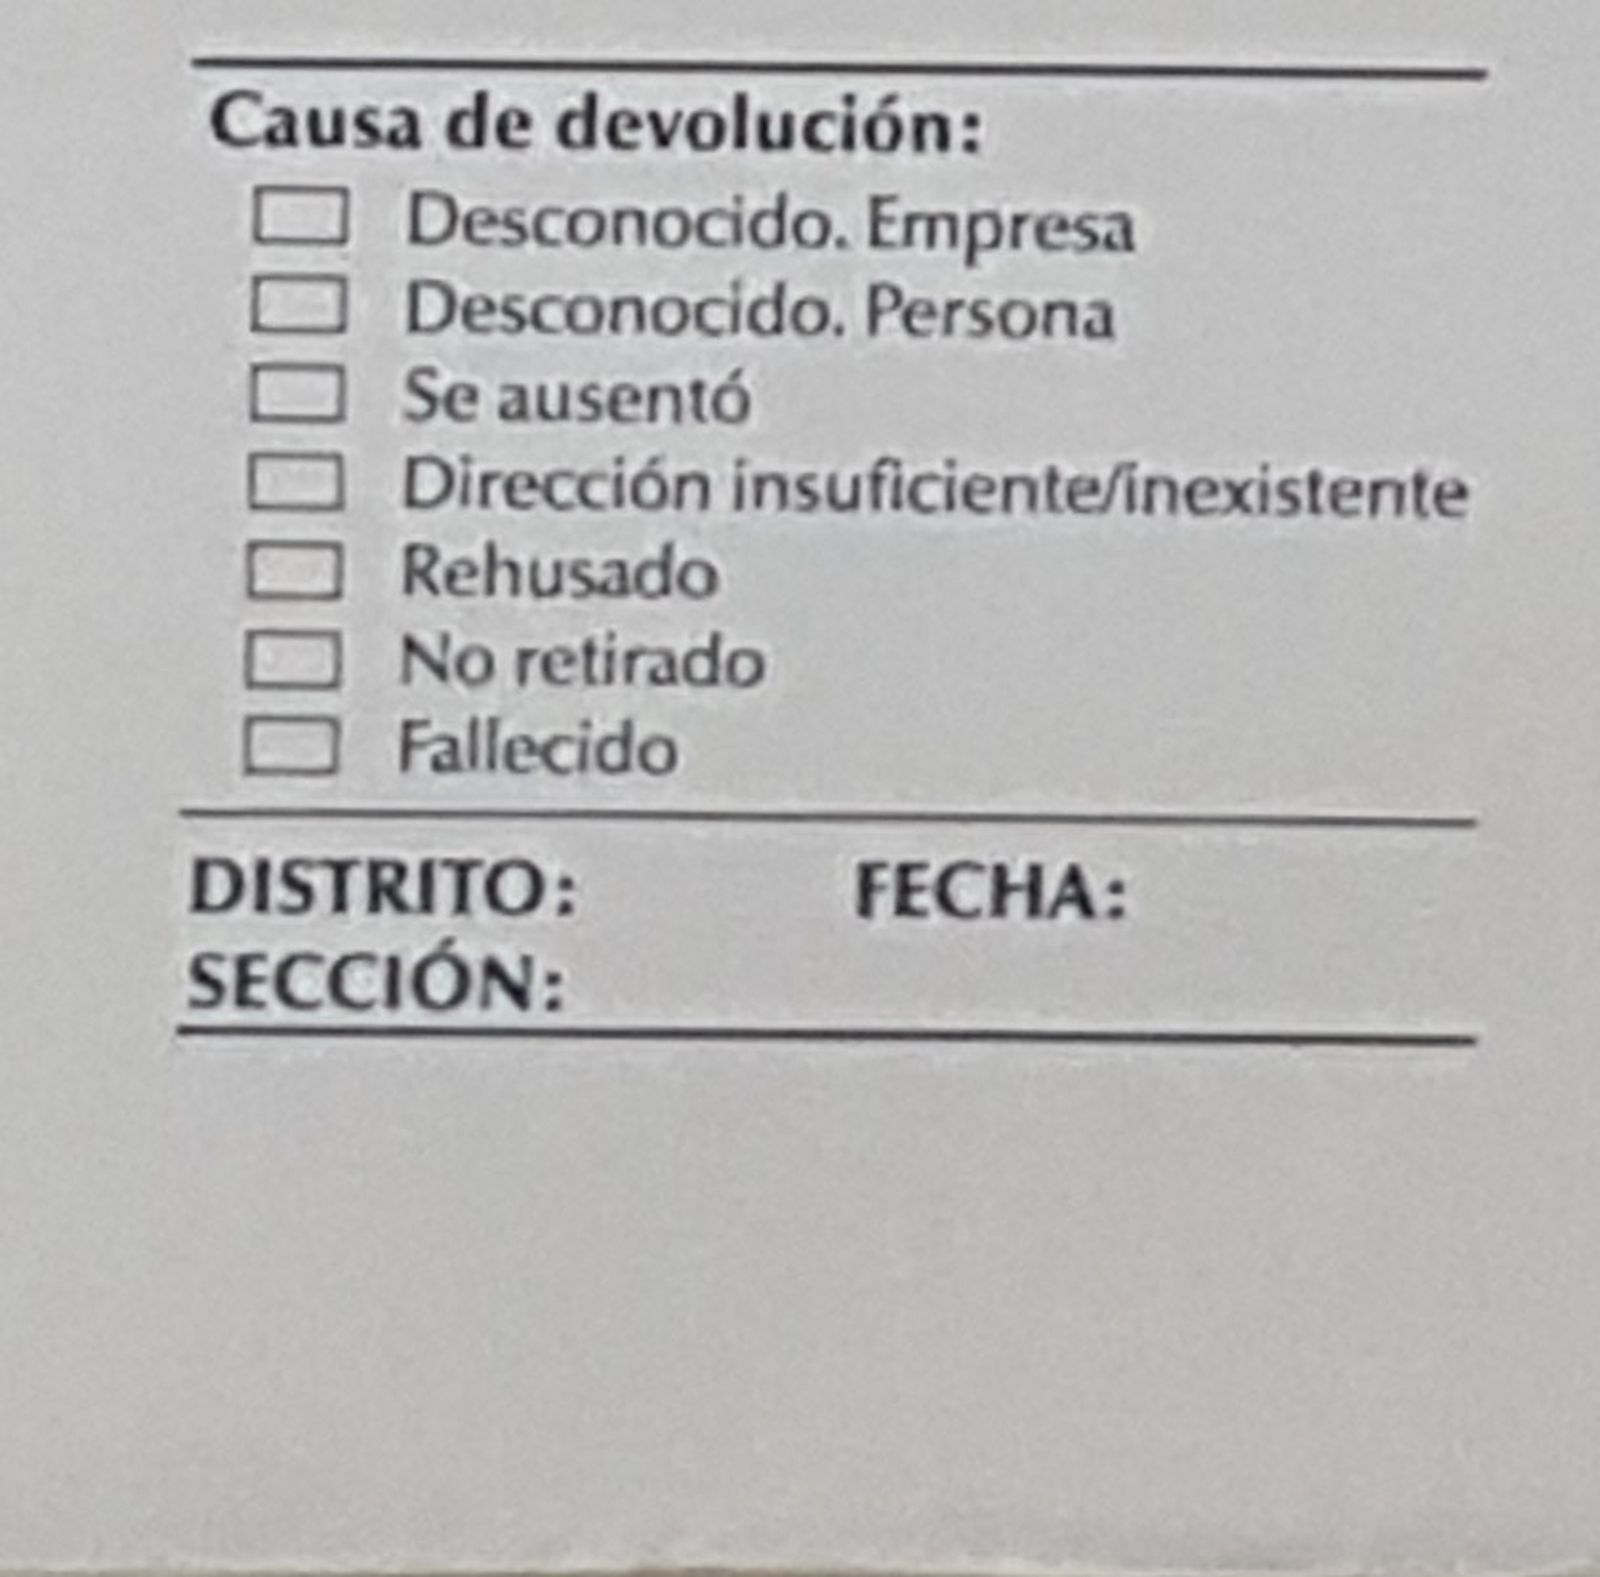 Causa de devolución:
Desconocido. Empresa
Desconocido. Persona
Se ausentó
Dirección insuficiente/inexistente
Rehusado
No retirado
Fallecido
DISTRITO: FECHA:
SECCIÓN: